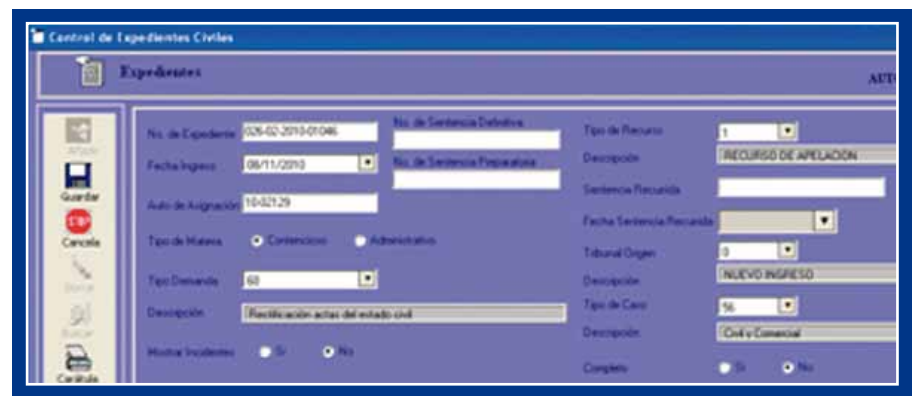 Control de Expedientes Civiles
Expedientes
AUTO
Añadir
Guardar
STOP
Cancela
Borrar
Buscar
Carátula
No. de Expediente 026-02-2010-01046
Fecha Ingreso 08/11/2010
Auto de Asignación 10-02129
Tipo de Materia Contencioso Administrativo
Tipo Demanda 60
Descripción Rectificación actas del estado civil
Mostrar Incidentes Si No
No. de Sentencia Definitiva
No. de Sentencia Preparatoria
Tipo de Recurso 1
Descripción RECURSO DE APELACION
Sentencia Recurrida
Fecha Sentencia Recurrida
Tribunal Origen 0
Descripción NUEVO INGRESO
Tipo de Caso 56
Descripción Civil y Comercial
Completo Si No